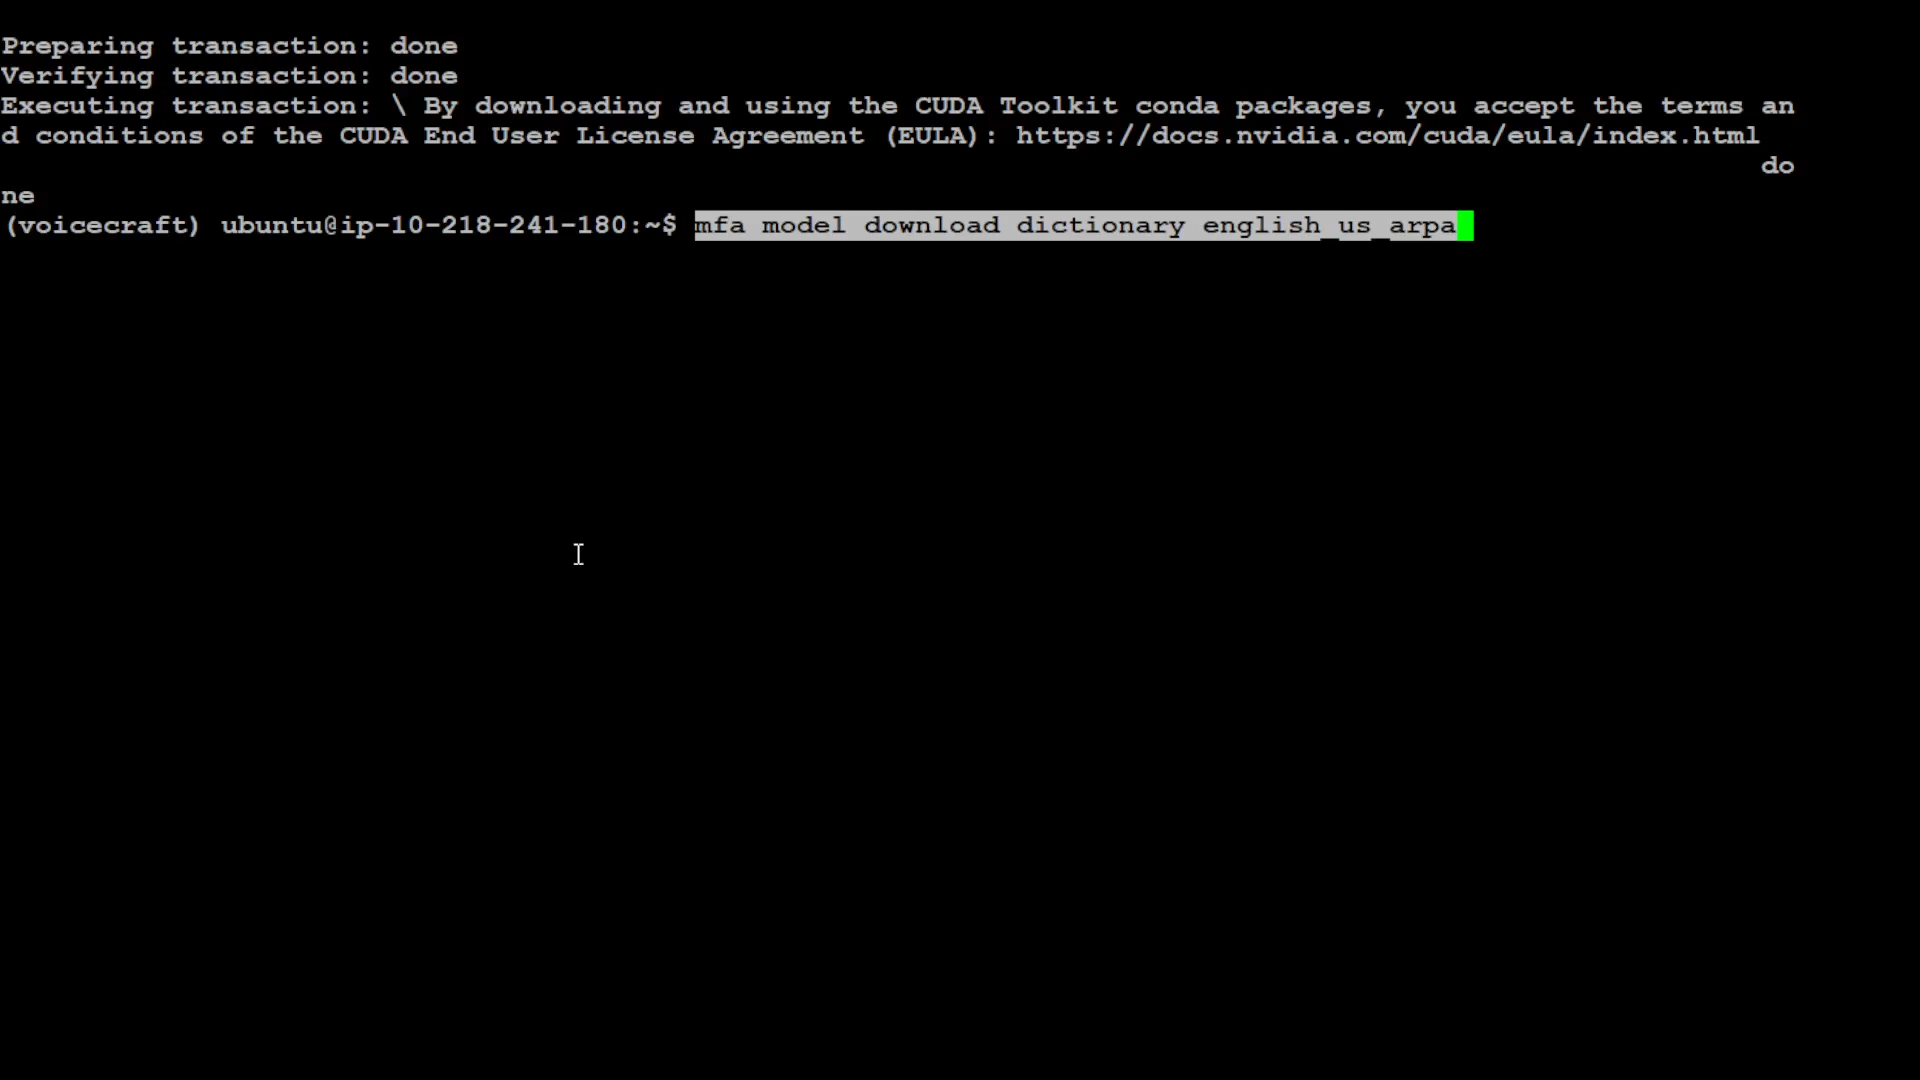 Preparing transaction: done
Verifying transaction: done
Executing transaction: \ By downloading and using the CUDA Toolkit conda packages, you accept the terms an
d conditions of the CUDA End User License Agreement (EULA): https://docs.nvidia.com/cuda/eula/index.html
do
ne
(voicecraft) ubuntu@ip-10-218-241-180:~$ mfa model download dictionary english_us_arpa